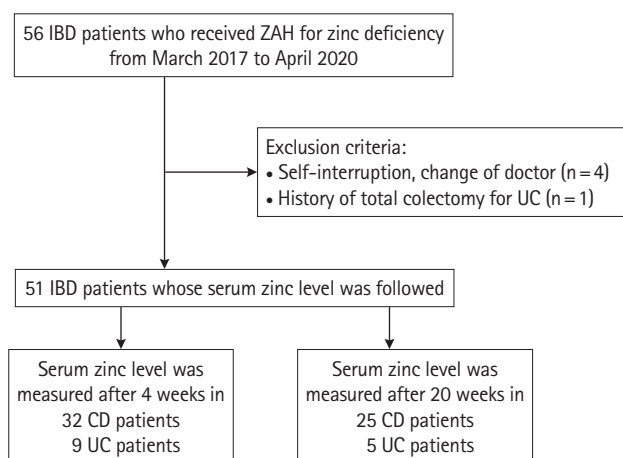 56 IBD patients who received ZAH for zinc deficiency
from March 2017 to April 2020
Exclusion criteria:
• Self-interruption, change of doctor (n=4)
• History of total colectomy for UC (n=1)
51 IBD patients whose serum zinc level was followed
Serum zinc level was
measured after 4 weeks in
32 CD patients
9 UC patients
Serum zinc level was
measured after 20 weeks in
25 CD patients
5 UC patients